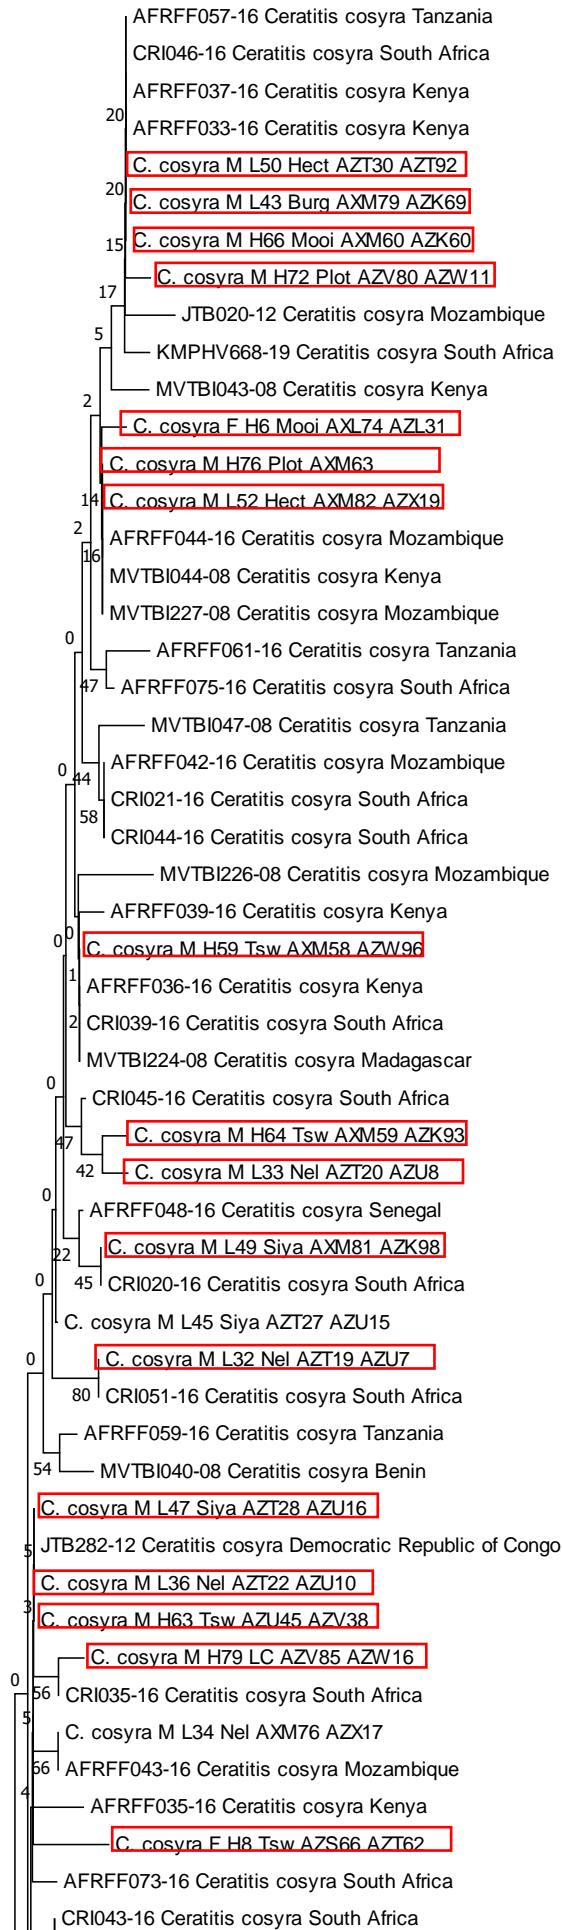 AFRFF057-16 Ceratitis cosyra Tanzania
CRI046-16 Ceratitis cosyra South Africa
AFRFF037-16 Ceratitis cosyra Kenya
20
AFRFF033-16 Ceratitis cosyra Kenya
C. cosyra M L50 Hect AZT30 AZT92
20
C. cosyra M L43 Burg AXM79 AZK69
15
C. cosyra M H66 Mooi AXM60 AZK60
C. cosyra M H72 Plot AZV80 AZW11
17
JTB020-12 Ceratitis cosyra Mozambique
5
KMPHV668-19 Ceratitis cosyra South Africa
MVTBI043-08 Ceratitis cosyra Kenya
2
C. cosyra F H6 Mooi AXL74 AZL31
C. cosyra M H76 Plot AXM63
14
C. cosyra M L52 Hect AXM82 AZX19
2
AFRFF044-16 Ceratitis cosyra Mozambique
16
MVTBI044-08 Ceratitis cosyra Kenya
MVTBI227-08 Ceratitis cosyra Mozambique
0
AFRFF061-16 Ceratitis cosyra Tanzania
47
AFRFF075-16 Ceratitis cosyra South Africa
MVTBI047-08 Ceratitis cosyra Tanzania
0
44
AFRFF042-16 Ceratitis cosyra Mozambique
CRI021-16 Ceratitis cosyra South Africa
58
CRI044-16 Ceratitis cosyra South Africa
MVTBI226-08 Ceratitis cosyra Mozambique
AFRFF039-16 Ceratitis cosyra Kenya
0
0
C. cosyra M H59 Tsw AXM58 AZW96
1
AFRFF036-16 Ceratitis cosyra Kenya
2
CRI039-16 Ceratitis cosyra South Africa
MVTBI224-08 Ceratitis cosyra Madagascar
0
CRI045-16 Ceratitis cosyra South Africa
47
C. cosyra M H64 Tsw AXM59 AZK93
42
C. cosyra M L33 Nel AZT20 AZU8
0
AFRFF048-16 Ceratitis cosyra Senegal
22
C. cosyra M L49 Siya AXM81 AZK98
0
45
CRI020-16 Ceratitis cosyra South Africa
C. cosyra M L45 Siya AZT27 AZU15
0
C. cosyra M L32 Nel AZT19 AZU7
80
CRI051-16 Ceratitis cosyra South Africa
AFRFF059-16 Ceratitis cosyra Tanzania
54
MVTBI040-08 Ceratitis cosyra Benin
C. cosyra M L47 Siya AZT28 AZU16
5
JTB282-12 Ceratitis cosyra Democratic Republic of Congo
C. cosyra M L36 Nel AZT22 AZU10
3
C. cosyra M H63 Tsw AZU45 AZV38
C. cosyra M H79 LC AZV85 AZW16
0
56
CRI035-16 Ceratitis cosyra South Africa
5
C. cosyra M L34 Nel AXM76 AZX17
66
AFRFF043-16 Ceratitis cosyra Mozambique
4
AFRFF035-16 Ceratitis cosyra Kenya
C. cosyra F H8 Tsw AZS66 AZT62
AFRFF073-16 Ceratitis cosyra South Africa
CRI043-16 Ceratitis cosyra South Africa